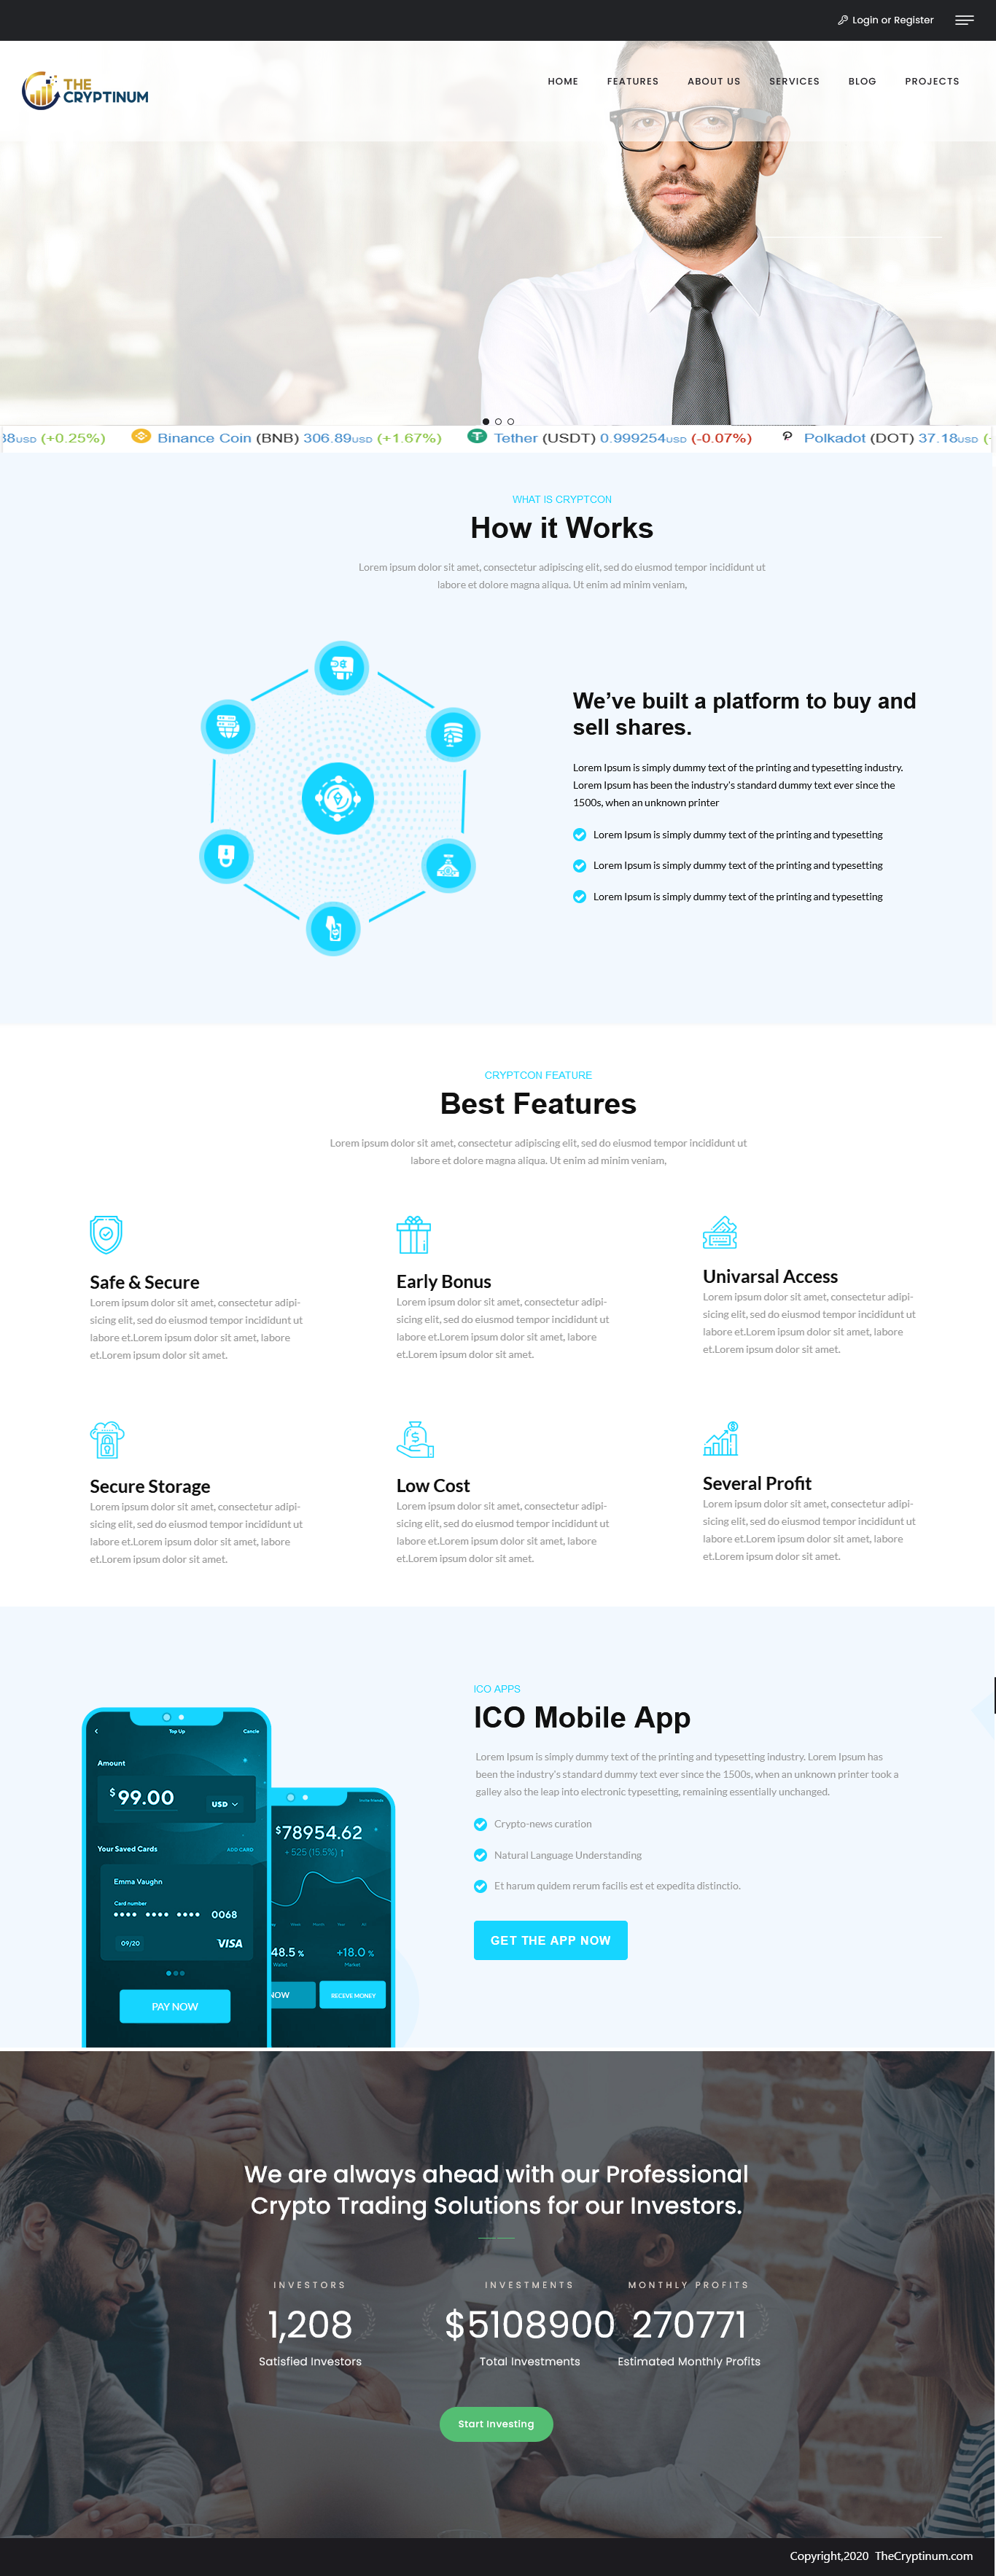 Login or Register
THE
CRYPTINUM
HOME FEATURES ABOUT US SERVICES BLOG PROJECTS
38USD (+0.25%) Binance Coin (BNB) 306.89USD (+1.67%) Tether (USDT) 0.999254USD (-0.07%) Polkadot (DOT) 37.18USD (-
WHAT IS CRYPTCON
How it Works
Lorem ipsum dolor sit amet, consectetur adipiscing elit, sed do eiusmod tempor incididunt ut
labore et dolore magna aliqua. Ut enim ad minim veniam,
We’ve built a platform to buy and
sell shares.
Lorem Ipsum is simply dummy text of the printing and typesetting industry.
Lorem Ipsum has been the industry's standard dummy text ever since the
1500s, when an unknown printer
Lorem Ipsum is simply dummy text of the printing and typesetting
Lorem Ipsum is simply dummy text of the printing and typesetting
Lorem Ipsum is simply dummy text of the printing and typesetting
CRYPTCON FEATURE
Best Features
Lorem ipsum dolor sit amet, consectetur adipiscing elit, sed do eiusmod tempor incididunt ut
labore et dolore magna aliqua. Ut enim ad minim veniam,
Safe & Secure
Lorem ipsum dolor sit amet, consectetur adipi-
sicing elit, sed do eiusmod tempor incididunt ut
labore et.Lorem ipsum dolor sit amet, labore
et.Lorem ipsum dolor sit amet.
Early Bonus
Lorem ipsum dolor sit amet, consectetur adipi-
sicing elit, sed do eiusmod tempor incididunt ut
labore et.Lorem ipsum dolor sit amet, labore
et.Lorem ipsum dolor sit amet.
Univarsal Access
Lorem ipsum dolor sit amet, consectetur adipi-
sicing elit, sed do eiusmod tempor incididunt ut
labore et.Lorem ipsum dolor sit amet, labore
et.Lorem ipsum dolor sit amet.
Secure Storage
Lorem ipsum dolor sit amet, consectetur adipi-
sicing elit, sed do eiusmod tempor incididunt ut
labore et.Lorem ipsum dolor sit amet, labore
et.Lorem ipsum dolor sit amet.
Low Cost
Lorem ipsum dolor sit amet, consectetur adipi-
sicing elit, sed do eiusmod tempor incididunt ut
labore et.Lorem ipsum dolor sit amet, labore
et.Lorem ipsum dolor sit amet.
Several Profit
Lorem ipsum dolor sit amet, consectetur adipi-
sicing elit, sed do eiusmod tempor incididunt ut
labore et.Lorem ipsum dolor sit amet, labore
et.Lorem ipsum dolor sit amet.
Top Up Cancle
Amount
$99.00 USD
Your Saved Cards ADD CARD
Emma Vaughn
Card number
•••• •••• •••• 0068
09/20 VISA
PAY NOW
Invite friends
$78954.62
+ 525 (15.5%) ↑
Week Month Year All
48.5 % +18.0 %
Wallet Market
NOW RECEVE MONEY
ICO APPS
ICO Mobile App
Lorem Ipsum is simply dummy text of the printing and typesetting industry. Lorem Ipsum has
been the industry's standard dummy text ever since the 1500s, when an unknown printer took a
galley also the leap into electronic typesetting, remaining essentially unchanged.
Crypto-news curation
Natural Language Understanding
Et harum quidem rerum facilis est et expedita distinctio.
GET THE APP NOW
We are always ahead with our Professional
Crypto Trading Solutions for our Investors.
INVESTORS
1,208
Satisfied Investors
INVESTMENTS
$5108900
Total Investments
MONTHLY PROFITS
270771
Estimated Monthly Profits
Start Investing
Copyright,2020 TheCryptinum.com